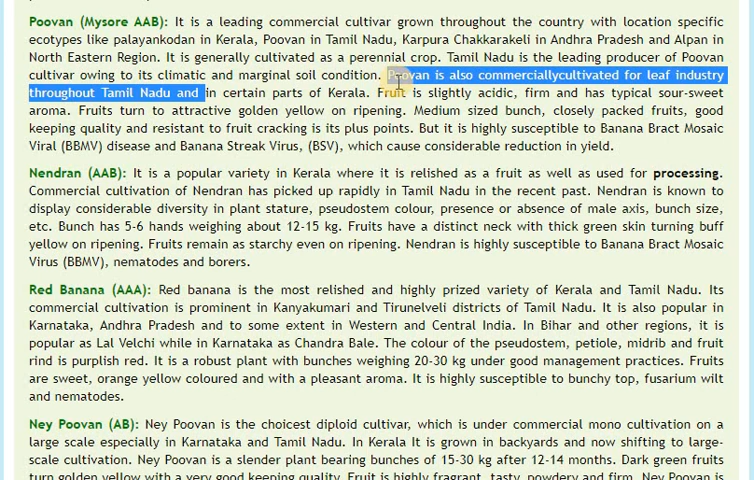 Poovan (Mysore AAB): It is a leading commercial cultivar grown throughout the country with location specific
ecotypes like palayankodan in Kerala, Poovan in Tamil Nadu, Karpura Chakkarakeli in Andhra Pradesh and Alpan in
North Eastern Region. It is generally cultivated as a perennial crop. Tamil Nadu is the leading producer of Poovan
cultivar owing to its climatic and marginal soil condition. Poovan is also commerciallycultivated for leaf industry
throughout Tamil Nadu and in certain parts of Kerala. Fruit is slightly acidic, firm and has typical sour-sweet
aroma. Fruits turn to attractive golden yellow on ripening. Medium sized bunch, closely packed fruits, good
keeping quality and resistant to fruit cracking is its plus points. But it is highly susceptible to Banana Bract Mosaic
Viral (BBMV) disease and Banana Streak Virus, (BSV), which cause considerable reduction in yield.
Nendran (AAB): It is a popular variety in Kerala where it is relished as a fruit as well as used for processing.
Commercial cultivation of Nendran has picked up rapidly in Tamil Nadu in the recent past. Nendran is known to
display considerable diversity in plant stature, pseudostem colour, presence or absence of male axis, bunch size,
etc. Bunch has 5-6 hands weighing about 12-15 kg. Fruits have a distinct neck with thick green skin turning buff
yellow on ripening. Fruits remain as starchy even on ripening. Nendran is highly susceptible to Banana Bract Mosaic
Virus (BBMV), nematodes and borers.
Red Banana (AAA): Red banana is the most relished and highly prized variety of Kerala and Tamil Nadu. Its
commercial cultivation is prominent in Kanyakumari and Tirunelveli districts of Tamil Nadu. It is also popular in
Karnataka, Andhra Pradesh and to some extent in Western and Central India. In Bihar and other regions, it is
popular as Lal Velchi while in Karnataka as Chandra Bale. The colour of the pseudostem, petiole, midrib and fruit
rind is purplish red. It is a robust plant with bunches weighing 20-30 kg under good management practices. Fruits
are sweet, orange yellow coloured and with a pleasant aroma. It is highly susceptible to bunchy top, fusarium wilt
and nematodes.
Ney Poovan (AB): Ney Poovan is the choicest diploid cultivar, which is under commercial mono cultivation on a
large scale especially in Karnataka and Tamil Nadu. In Kerala It is grown in backyards and now shifting to large-
scale cultivation. Ney Poovan is a slender plant bearing bunches of 15-30 kg after 12-14 months. Dark green fruits
turn golden yellow with a very good keeping quality. Fruit is highly fragrant, tasty, powdery and firm. Ney Poovan is